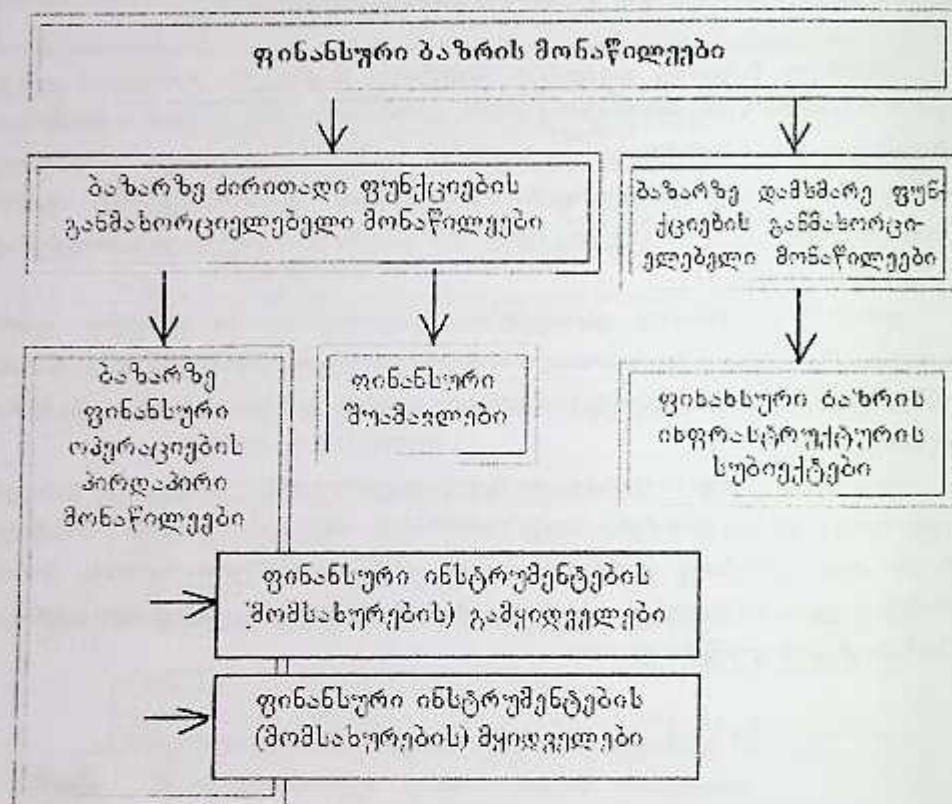 ფინანსური ბაზრის მონაწილეები
ბაზარზე ძირითადი ფუნქციების
განმახორციელებელი მონაწილეები
ბაზარზე დამხმარე ფუნ-
ქციების განმახორცი-
ელებელი მონაწილეები
ბაზარზე
ფინანსური
ოპერაციების
პირდაპირი
მონაწილეები
ფინანსური
შუამავლები
ფინანსური ბაზრის
ინფრასტრუქტურის
სუბიექტები
ფინანსური ინსტრუმენტების
(მომსახურების) გამყიდველები
ფინანსური ინსტრუმენტების
(მომსახურების) მყიდველები